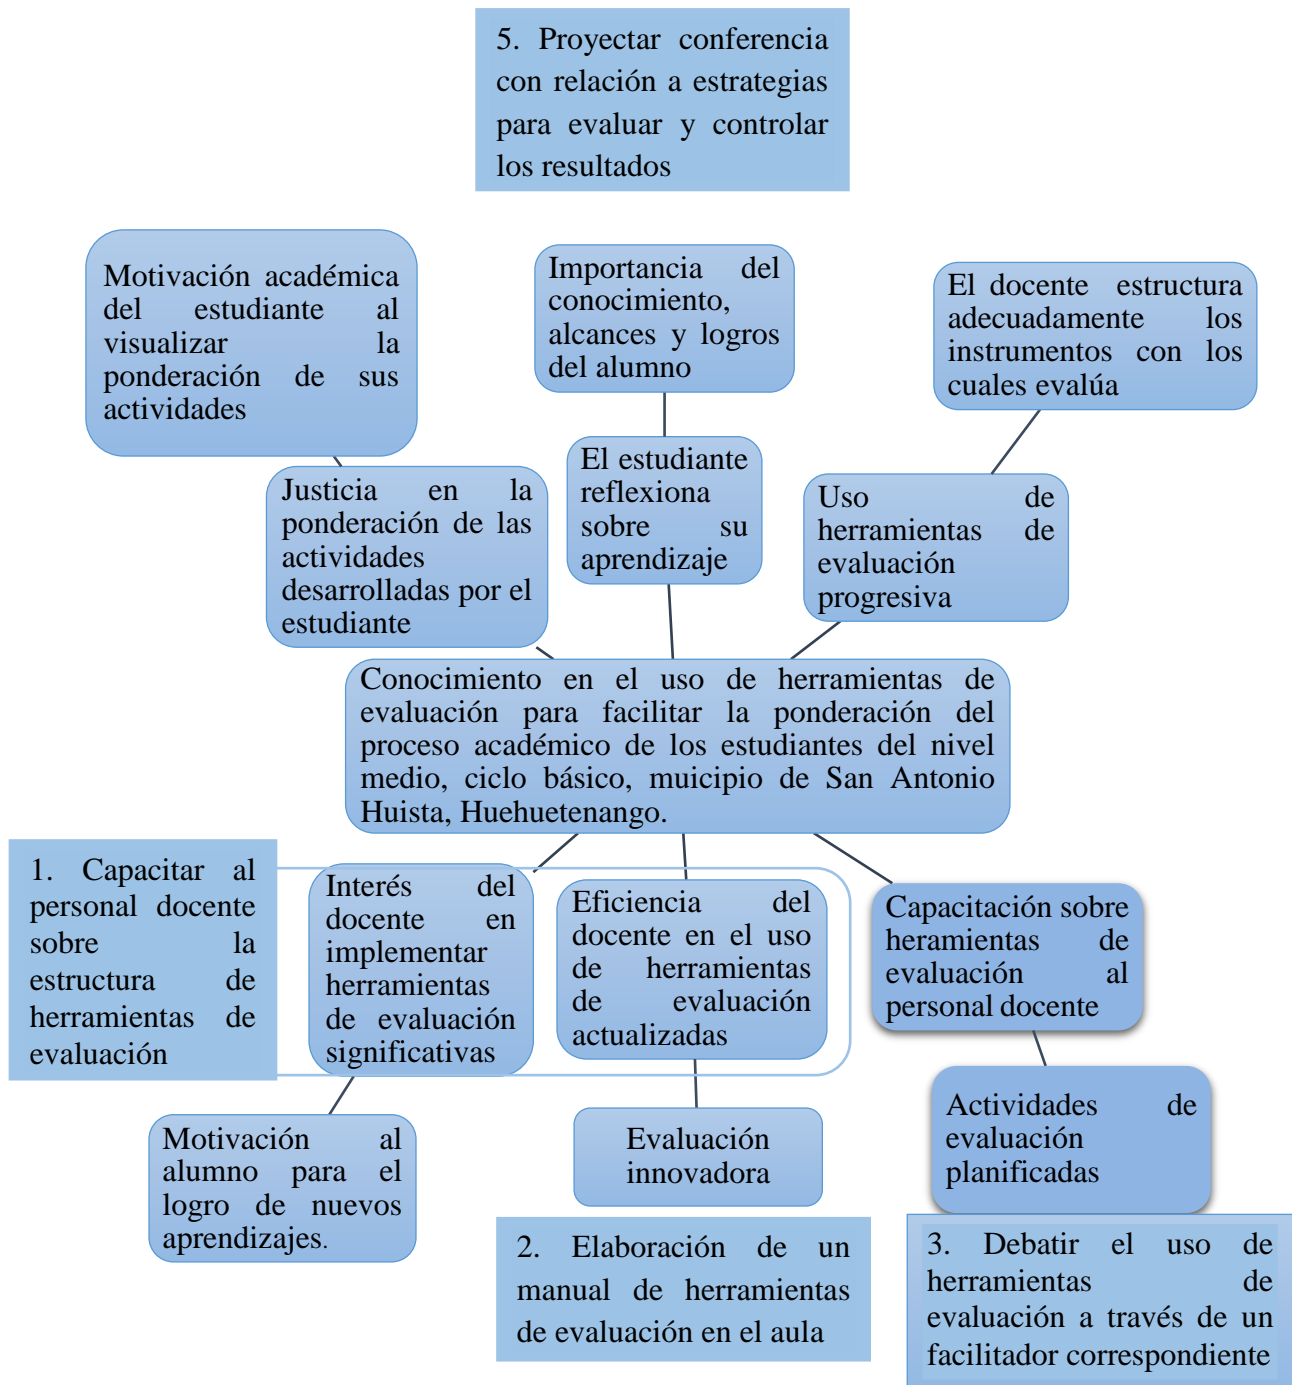 5. Proyectar conferencia
con relación a estrategias
para evaluar y controlar
los resultados
Motivación académica
del estudiante al
visualizar la
ponderación de sus
actividades
Importancia del
conocimiento,
alcances y logros
del alumno
El docente estructura
adecuadamente los
instrumentos con los
cuales evalúa
Justicia en la
ponderación de las
actividades
desarrolladas por el
estudiante
El estudiante
reflexiona
sobre su
aprendizaje
Uso de
herramientas de
evaluación
progresiva
Conocimiento en el uso de herramientas de
evaluación para facilitar la ponderación del
proceso académico de los estudiantes del nivel
medio, ciclo básico, muicipio de San Antonio
Huista, Huehuetenango.
1. Capacitar al
personal docente
sobre la
estructura de
herramientas de
evaluación
Interés del
docente en
implementar
herramientas
de evaluación
significativas
Eficiencia del
docente en el uso
de herramientas
de evaluación
actualizadas
Capacitación sobre
heramientas de
evaluación al
personal docente
Motivación al
alumno para el
logro de nuevos
aprendizajes.
Evaluación
innovadora
Actividades de
evaluación
planificadas
2. Elaboración de un
manual de herramientas
de evaluación en el aula
3. Debatir el uso de
herramientas de
evaluación a través de un
facilitador correspondiente